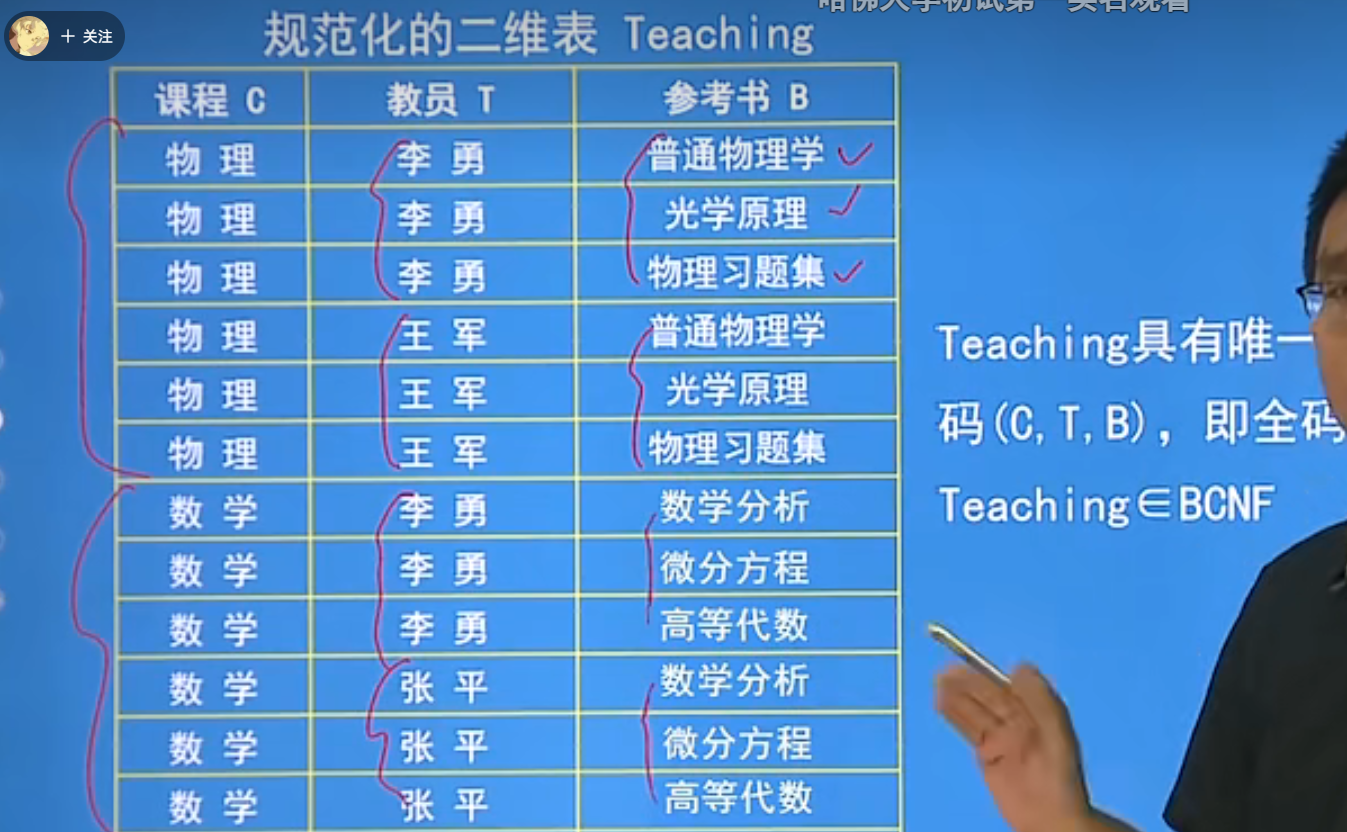 + 关注
规范化的二维表 Teaching
课程 C 教员 T 参考书 B
物 理 李 勇 普通物理学
物 理 李 勇 光学原理
物 理 李 勇 物理习题集
物 理 王 军 普通物理学
物 理 王 军 光学原理
物 理 王 军 物理习题集
数 学 李 勇 数学分析
数 学 李 勇 微分方程
数 学 李 勇 高等代数
数 学 张 平 数学分析
数 学 张 平 微分方程
数 学 张 平 高等代数
Teaching具有唯一
码(C,T,B)，即全码
Teaching∈BCNF